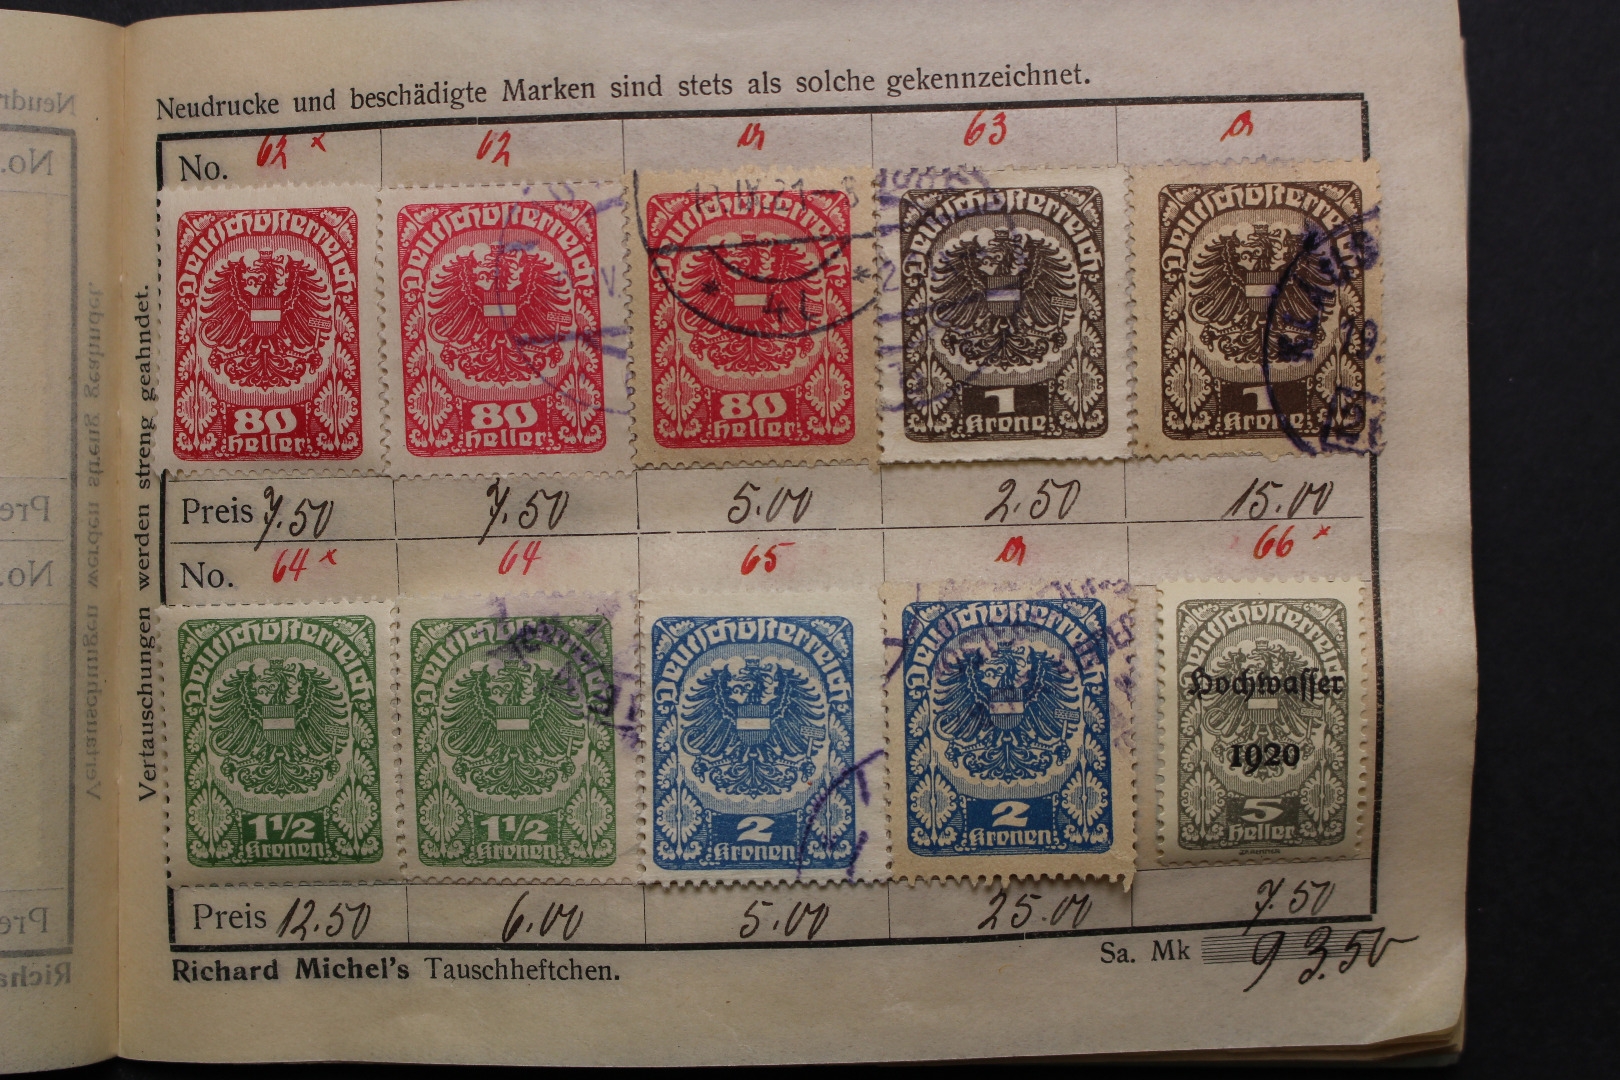 Neudrucke und beschädigte Marken sind stets als solche gekennzeichnet.
Vertauschungen werden streng geahndet.
No. 62 x 62 a 63 a
Deutschösterreich Deutschösterreich Deutschösterreich Deutschösterreich Deutschösterreich
80 80 80 1 1
Heller Heller Heller Krone Krone
Preis 7.50 7.50 5.00 2.50 15.00
No. 64 x 64 65 a 66 x
Deutschösterreich Deutschösterreich Deutschösterreich Deutschösterreich Deutschösterreich
Hochwasser
1920
1½ 1½ 2 2 5
Kronen Kronen Kronen Kronen Heller
Preis 12.50 6.00 5.00 25.00 7.50
Sa. Mk 93.50
Richard Michel's Tauschheftchen.